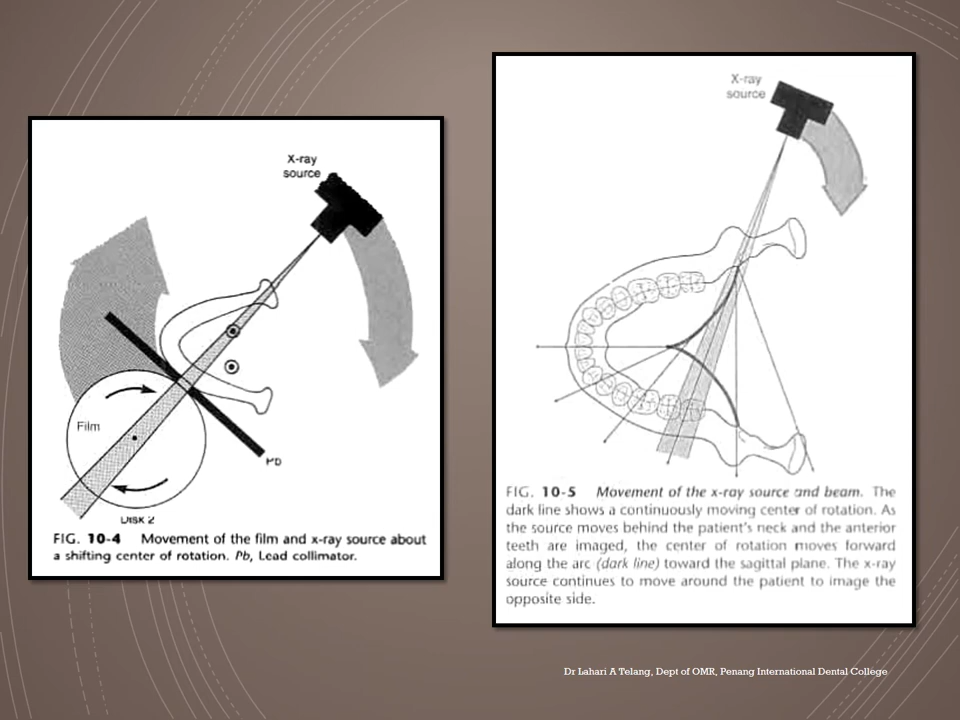 X-ray
source
Film
Pb
Disk 2
FIG. 10-4 Movement of the film and x-ray source about
a shifting center of rotation. Pb, Lead collimator.
X-ray
source
FIG. 10-5 Movement of the x-ray source and beam. The
dark line shows a continuously moving center of rotation. As
the source moves behind the patient's neck and the anterior
teeth are imaged, the center of rotation moves forward
along the arc (dark line) toward the sagittal plane. The x-ray
source continues to move around the patient to image the
opposite side.
Dr Lahari A Telang, Dept of OMR, Penang International Dental College